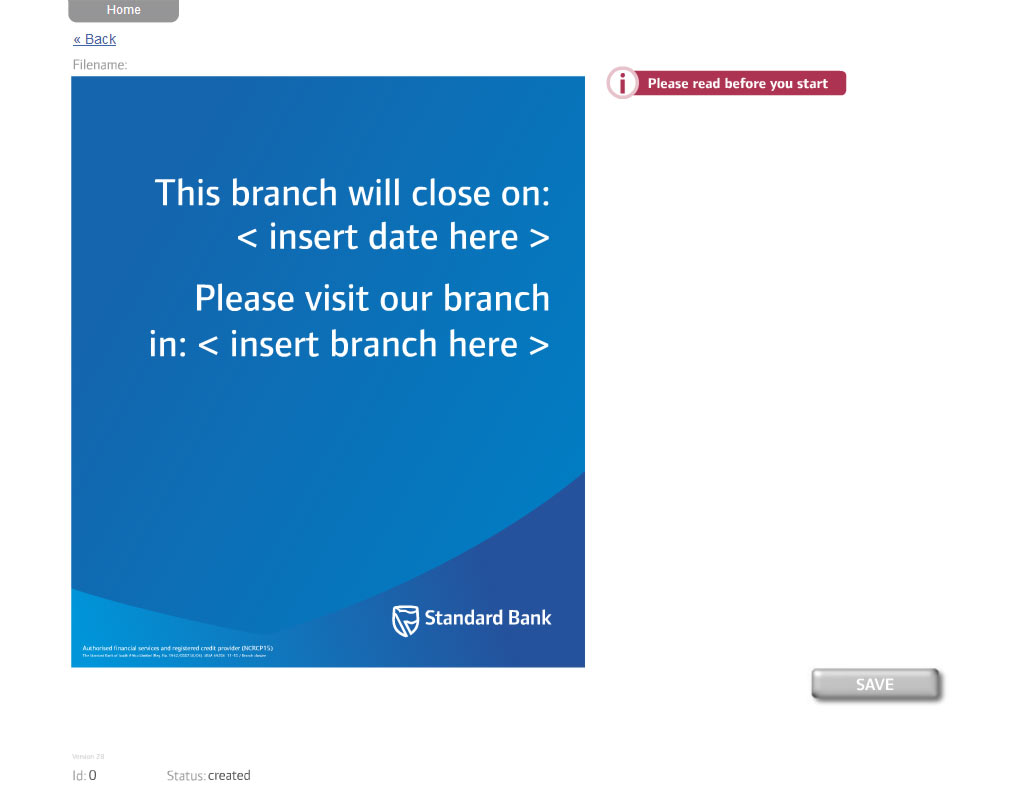 Home
« Back
Filename:
Please read before you start
This branch will close on:
< insert date here >
Please visit our branch
in: < insert branch here >
Standard Bank
Authorised financial services and registered credit provider (NCRCP15)
SAVE
Version 28
Id: 0
Status: created